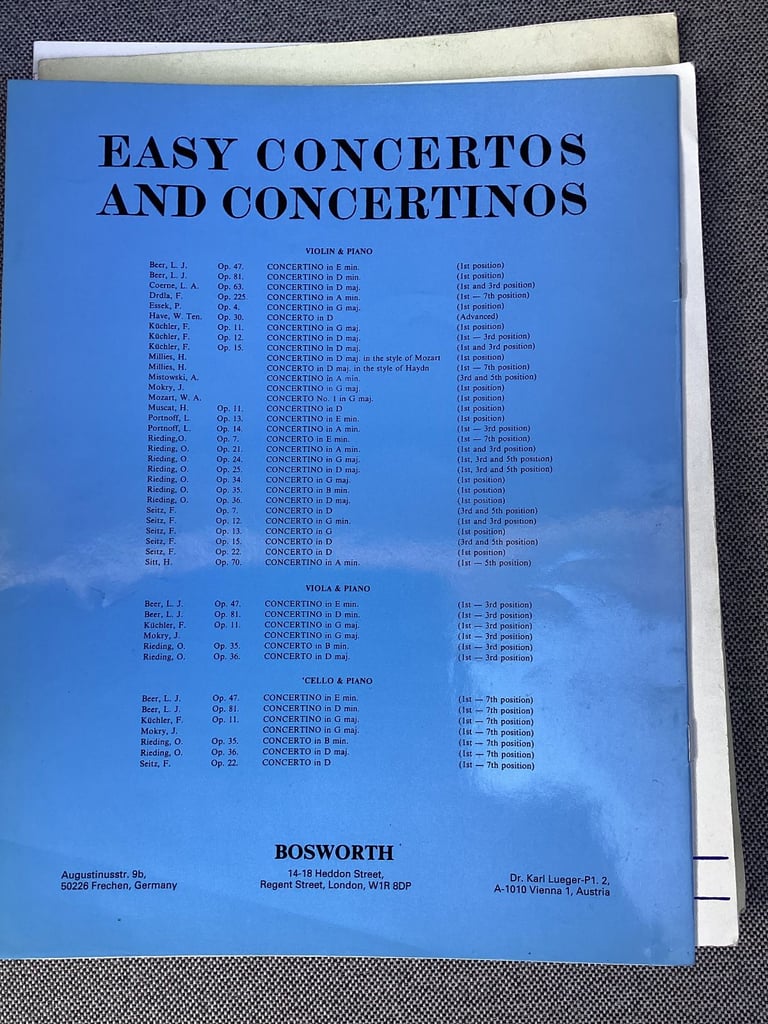 EASY CONCERTOS
AND CONCERTINOS
VIOLIN & PIANO
Beer, L. J. Op. 47. CONCERTINO in E min. (1st position)
Beer, L. J. Op. 81. CONCERTINO in D min. (1st position)
Coerne, L. A. Op. 63. CONCERTINO in D maj. (1st and 3rd position)
Drdla, F. Op. 225. CONCERTINO in A min. (1st — 7th position)
Essek, P. Op. 4. CONCERTINO in G maj. (1st position)
Have, W. Ten. Op. 30. CONCERTO in D (Advanced)
Küchler, F. Op. 11. CONCERTINO in G maj. (1st position)
Küchler, F. Op. 12. CONCERTINO in D maj. (1st — 3rd position)
Küchler, F. Op. 15. CONCERTINO in D maj. (1st and 3rd position)
Millies, H. CONCERTINO in D maj. in the style of Mozart (1st position)
Millies, H. CONCERTO in D maj. in the style of Haydn (1st — 7th position)
Mistowski, A. CONCERTINO in A min. (3rd and 5th position)
Mokry, J. CONCERTINO in G maj. (1st position)
Mozart, W. A. CONCERTO No. 1 in G maj. (1st position)
Muscat, H. Op. 11. CONCERTINO in D (1st position)
Portnoff, L. Op. 13. CONCERTINO in E min. (1st position)
Portnoff, L. Op. 14 CONCERTINO in A min. (1st — 3rd position)
Rieding,O. Op. 7. CONCERTO in E min. (1st — 7th position)
Rieding, O. Op. 21. CONCERTINO in A min. (1st and 3rd position)
Rieding, O. Op. 24. CONCERTINO in G maj. (1st, 3rd and 5th position)
Rieding, O. Op. 25. CONCERTINO in D maj. (1st, 3rd and 5th position)
Rieding, O. Op. 34 CONCERTO in G maj. (1st position)
Rieding, O. Op. 35. CONCERTO in B min. (1st position)
Rieding, O. Op. 36. CONCERTO in D maj. (1st position)
Seitz, F. Op. 7. CONCERTO in D (3rd and 5th position)
Seitz, F. Op. 12. CONCERTO in G min. (1st and 3rd position)
Seitz, F. Op. 13. CONCERTO in G (1st position)
Seitz, F. Op. 15. CONCERTO in D (3rd and 5th position)
Seitz, F. Op. 22. CONCERTO in D (1st position)
Sitt, H. Op. 70. CONCERTINO in A min. (1st — 5th position)
VIOLA & PIANO
Beer, L. J. Op. 47. CONCERTINO in E min. (1st — 3rd position)
Beer, L. J. Op. 81. CONCERTINO in D min. (1st — 3rd position)
Küchler, F. Op. 11. CONCERTINO in G maj. (1st — 3rd position)
Mokry, J. CONCERTINO in G maj. (1st — 3rd position)
Rieding, O. Op. 35. CONCERTO in B min. (1st — 3rd position)
Rieding, O. Op. 36. CONCERTO in D maj. (1st — 3rd position)
'CELLO & PIANO
Beer, L. J. Op. 47. CONCERTINO in E min. (1st — 7th position)
Beer, L. J. Op. 81. CONCERTINO in D min. (1st — 7th position)
Küchler, F. Op. 11. CONCERTINO in G maj. (1st — 7th position)
Mokry, J. CONCERTINO in G maj. (1st — 7th position)
Rieding, O. Op. 35. CONCERTO in B min. (1st — 7th position)
Rieding, O. Op. 36. CONCERTO in D maj. (1st — 7th position)
Seitz, F. Op. 22. CONCERTO in D (1st — 7th position)
BOSWORTH
Augustinusstr. 9b,
50226 Frechen, Germany
14-18 Heddon Street,
Regent Street, London, W1R 8DP
Dr. Karl Lueger-P1. 2,
A-1010 Vienna 1, Austria